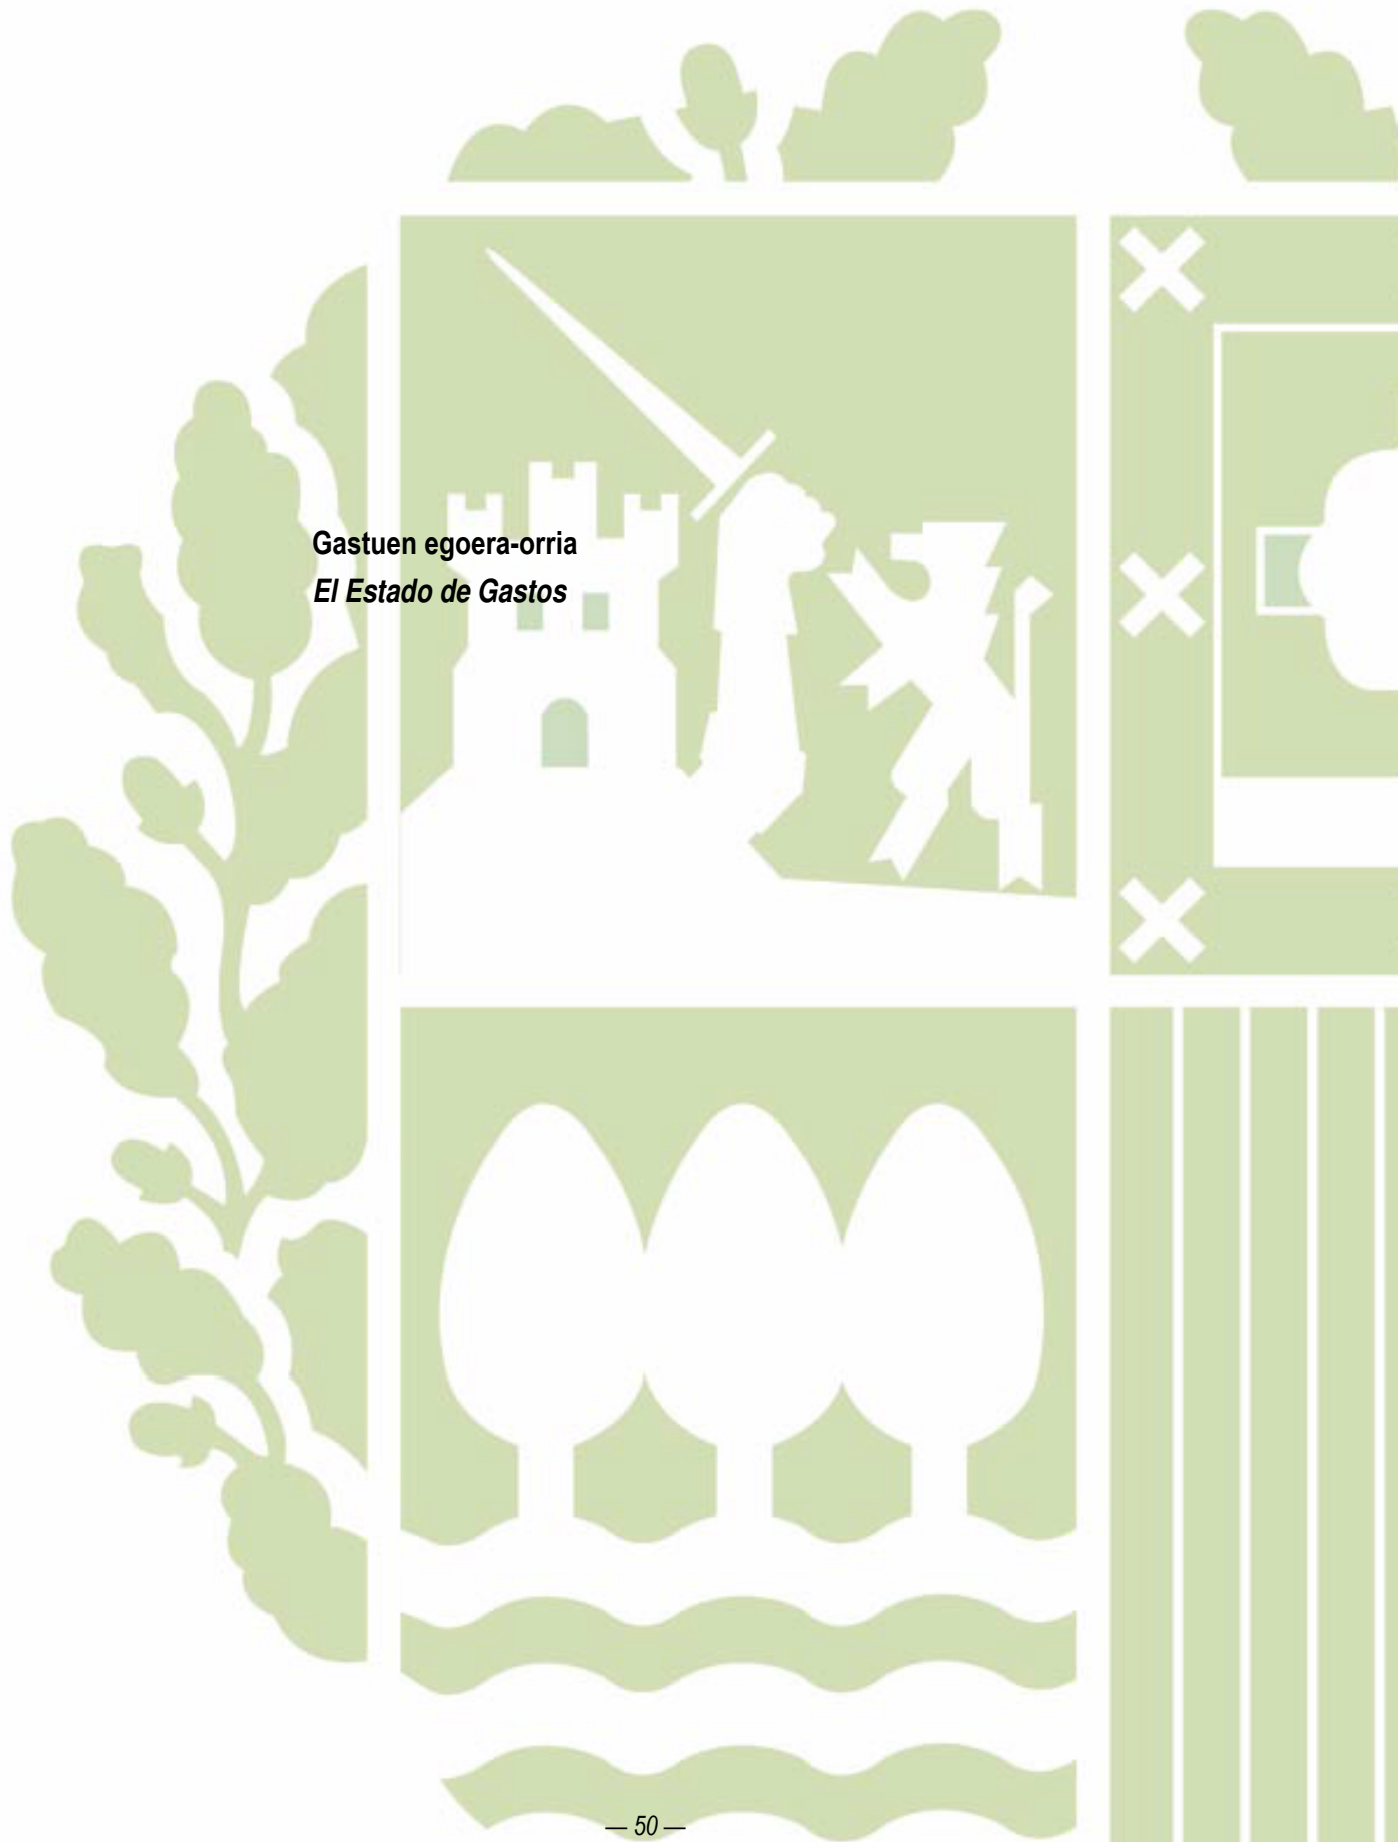 Gastuen egoera-orria
El Estado de Gastos
— 50 —